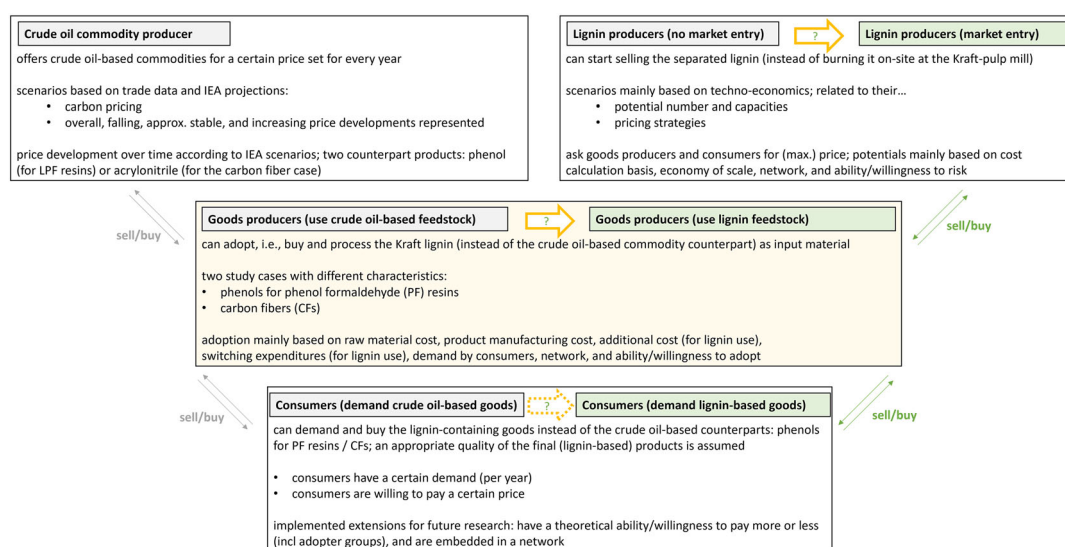 Crude oil commodity producer
offers crude oil-based commodities for a certain price set for every year
scenarios based on trade data and IEA projections:
• carbon pricing
• overall, falling, approx. stable, and increasing price developments represented
price development over time according to IEA scenarios; two counterpart products: phenol
(for LPF resins) or acrylonitrile (for the carbon fiber case)
Lignin producers (no market entry)
?
Lignin producers (market entry)
can start selling the separated lignin (instead of burning it on-site at the Kraft-pulp mill)
scenarios mainly based on techno-economics; related to their…
• potential number and capacities
• pricing strategies
ask goods producers and consumers for (max.) price; potentials mainly based on cost
calculation basis, economy of scale, network, and ability/willingness to risk
sell/buy
sell/buy
Goods producers (use crude oil-based feedstock)
?
Goods producers (use lignin feedstock)
can adopt, i.e., buy and process the Kraft lignin (instead of the crude oil-based commodity counterpart) as input material
two study cases with different characteristics:
• phenols for phenol formaldehyde (PF) resins
• carbon fibers (CFs)
adoption mainly based on raw material cost, product manufacturing cost, additional cost (for lignin use),
switching expenditures (for lignin use), demand by consumers, network, and ability/willingness to adopt
sell/buy
sell/buy
Consumers (demand crude oil-based goods)
?
Consumers (demand lignin-based goods)
can demand and buy the lignin-containing goods instead of the crude oil-based counterparts: phenols
for PF resins / CFs; an appropriate quality of the final (lignin-based) products is assumed
• consumers have a certain demand (per year)
• consumers are willing to pay a certain price
implemented extensions for future research: have a theoretical ability/willingness to pay more or less
(incl adopter groups), and are embedded in a network